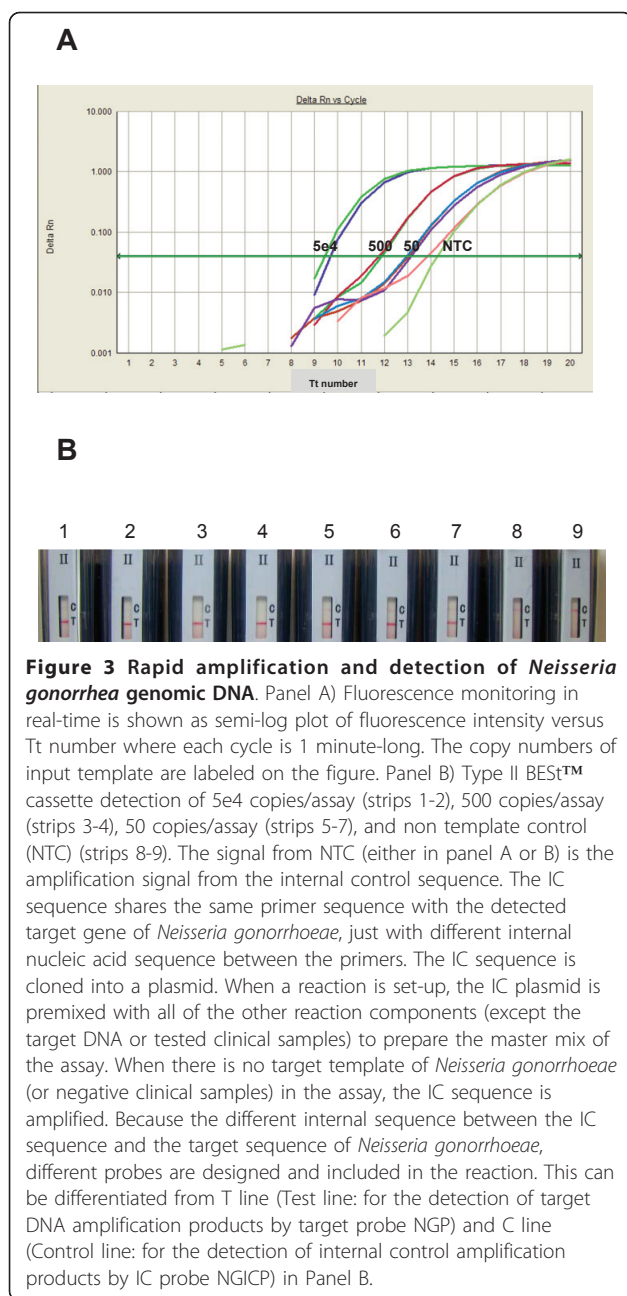 A
Delta Rn vs Cycle
10.000
1.000
0.100
0.010
0.001
Delta Rn
5e4 500 50 NTC
1 2 3 4 5 6 7 8 9 10 11 12 13 14 15 16 17 18 19 20
Tt number
B
1 2 3 4 5 6 7 8 9
II II II II II II II II II
C C C C C C C C C
T T T T T T T T T
Figure 3 Rapid amplification and detection of Neisseria
gonorrhea genomic DNA. Panel A) Fluorescence monitoring in
real-time is shown as semi-log plot of fluorescence intensity versus
Tt number where each cycle is 1 minute-long. The copy numbers of
input template are labeled on the figure. Panel B) Type II BESt™
cassette detection of 5e4 copies/assay (strips 1-2), 500 copies/assay
(strips 3-4), 50 copies/assay (strips 5-7), and non template control
(NTC) (strips 8-9). The signal from NTC (either in panel A or B) is the
amplification signal from the internal control sequence. The IC
sequence shares the same primer sequence with the detected
target gene of Neisseria gonorrhoeae, just with different internal
nucleic acid sequence between the primers. The IC sequence is
cloned into a plasmid. When a reaction is set-up, the IC plasmid is
premixed with all of the other reaction components (except the
target DNA or tested clinical samples) to prepare the master mix of
the assay. When there is no target template of Neisseria gonorrhoeae
(or negative clinical samples) in the assay, the IC sequence is
amplified. Because the different internal sequence between the IC
sequence and the target sequence of Neisseria gonorrhoeae,
different probes are designed and included in the reaction. This can
be differentiated from T line (Test line: for the detection of target
DNA amplification products by target probe NGP) and C line
(Control line: for the detection of internal control amplification
products by IC probe NGICP) in Panel B.